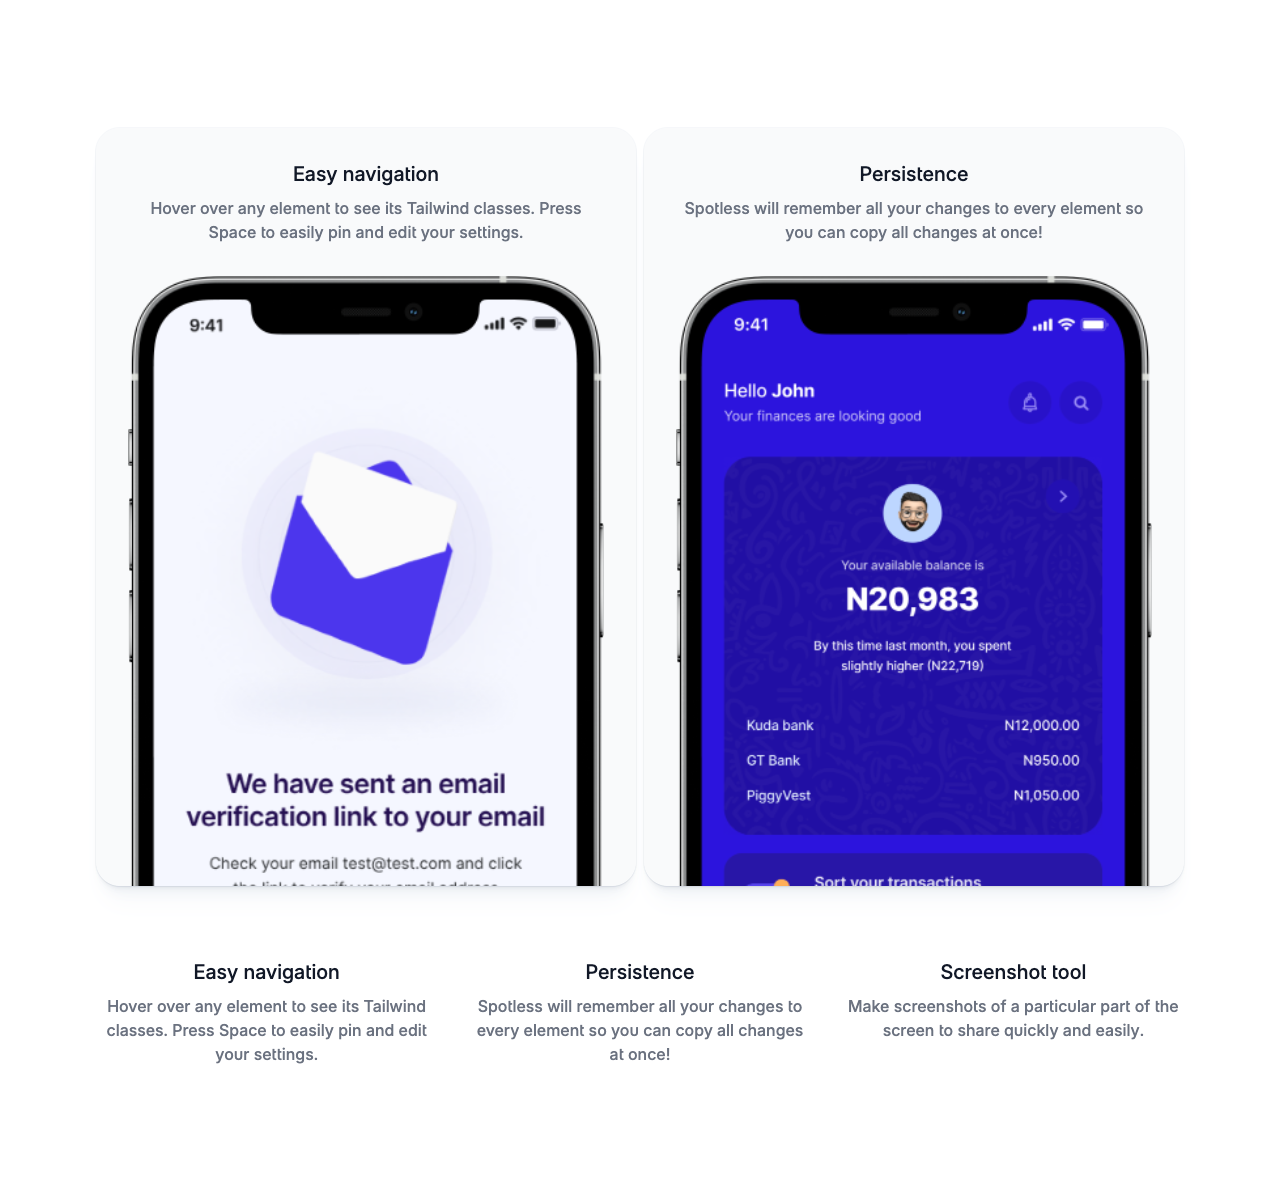 Easy navigation
Hover over any element to see its Tailwind classes. Press
Space to easily pin and edit your settings.
9:41
We have sent an email
verification link to your email
Check your email test@test.com and click
the link to verify your email address
Persistence
Spotless will remember all your changes to every element so
you can copy all changes at once!
9:41
Hello John
Your finances are looking good
Your available balance is
N20,983
By this time last month, you spent
slightly higher (N22,719)
Kuda bank N12,000.00
GT Bank N950.00
PiggyVest N1,050.00
Sort your transactions
Easy navigation
Hover over any element to see its Tailwind
classes. Press Space to easily pin and edit
your settings.
Persistence
Spotless will remember all your changes to
every element so you can copy all changes
at once!
Screenshot tool
Make screenshots of a particular part of the
screen to share quickly and easily.